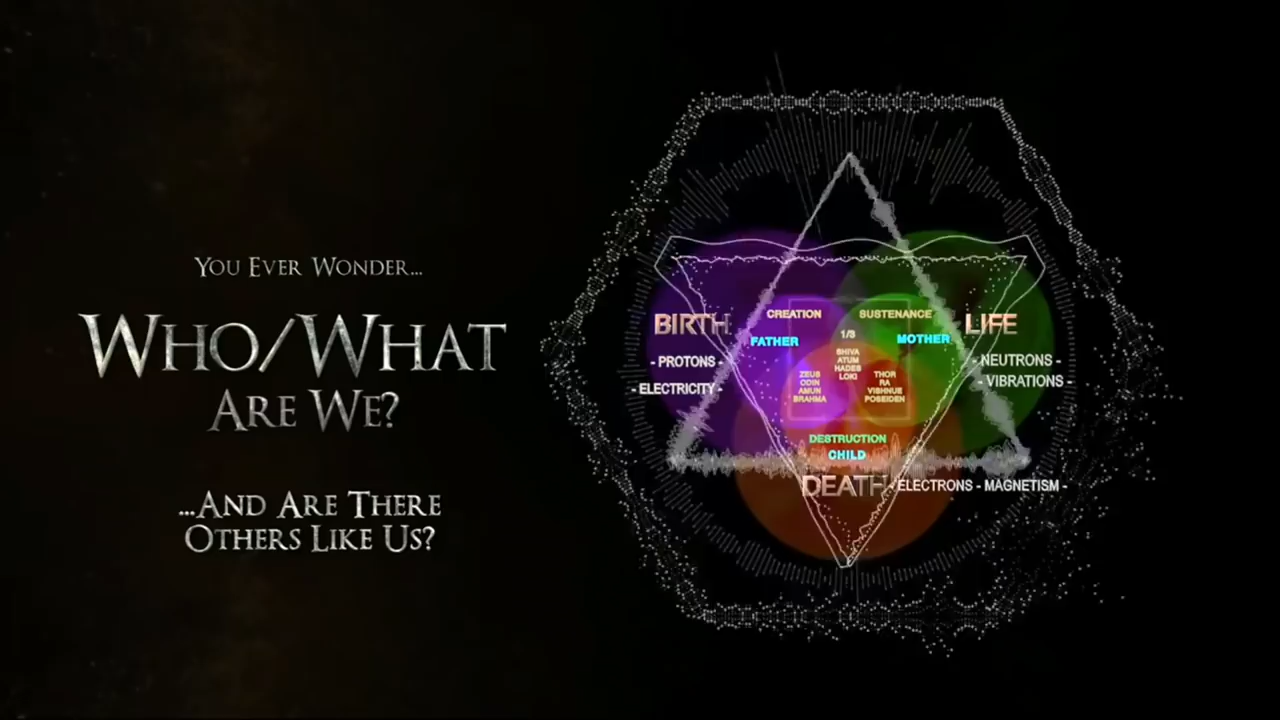 You Ever Wonder...
Who/What
Are We?
...And Are There
Others Like Us?
BIRTH
- PROTONS -
- ELECTRICITY -
CREATION
FATHER
ZEUS
ODIN
AMUN
BRAHMA
1/3
SHIVA
ATUM
HADES
LOKI
SUSTENANCE
MOTHER
THOR
RA
VISHNUE
POSEIDEN
LIFE
- NEUTRONS -
- VIBRATIONS -
DESTRUCTION
CHILD
DEATH
- ELECTRONS - MAGNETISM -